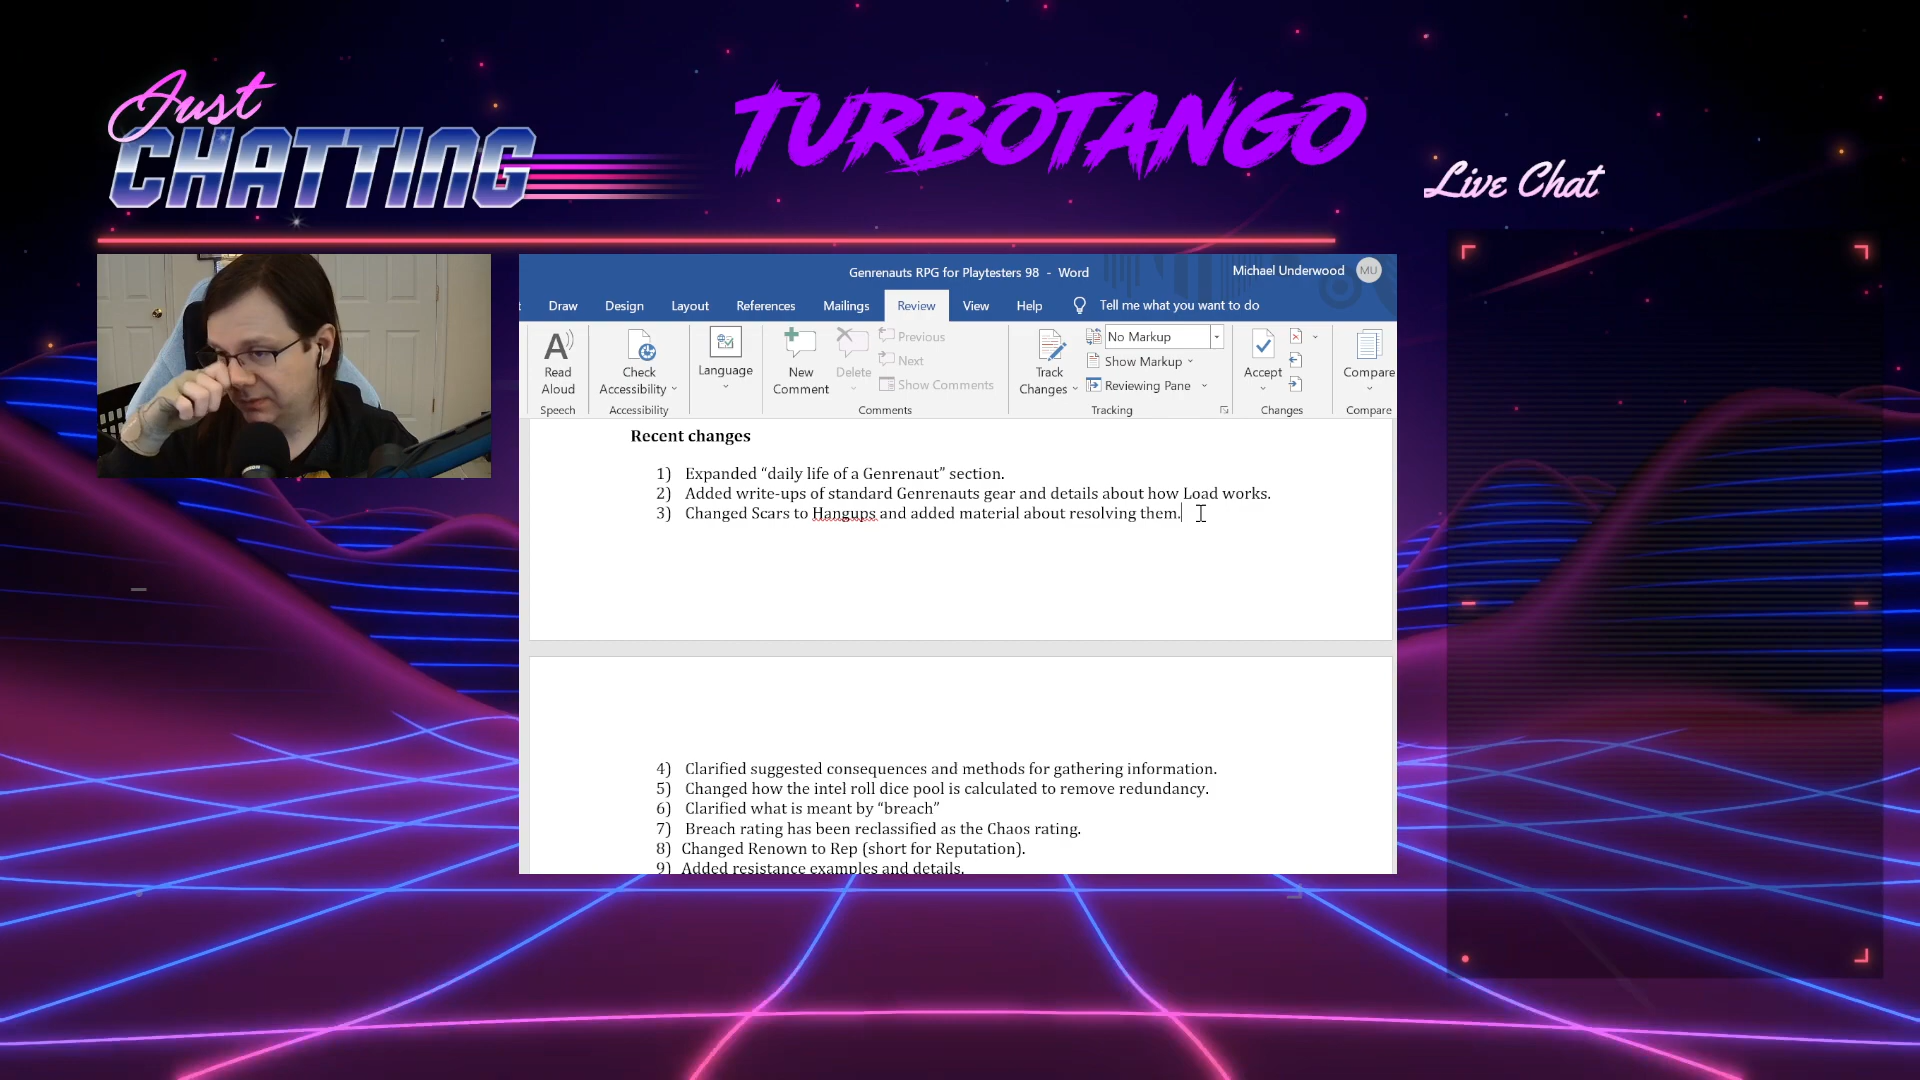 Just
CHATTING
TURBOTANGO
Live Chat
Genrenauts RPG for Playtesters 98 - Word
Michael Underwood
MU
Draw
Design
Layout
References
Mailings
Review
View
Help
Tell me what you want to do
Read Aloud
Speech
Check Accessibility
Accessibility
Language
New Comment
Delete
Previous
Next
Show Comments
Comments
Track Changes
No Markup
Show Markup
Reviewing Pane
Tracking
Accept
Changes
Compare
Compare
Recent changes
1) Expanded “daily life of a Genrenaut” section.
2) Added write-ups of standard Genrenauts gear and details about how Load works.
3) Changed Scars to Hangups and added material about resolving them.
4) Clarified suggested consequences and methods for gathering information.
5) Changed how the intel roll dice pool is calculated to remove redundancy.
6) Clarified what is meant by “breach”
7) Breach rating has been reclassified as the Chaos rating.
8) Changed Renown to Rep (short for Reputation).
9) Added resistance examples and details.